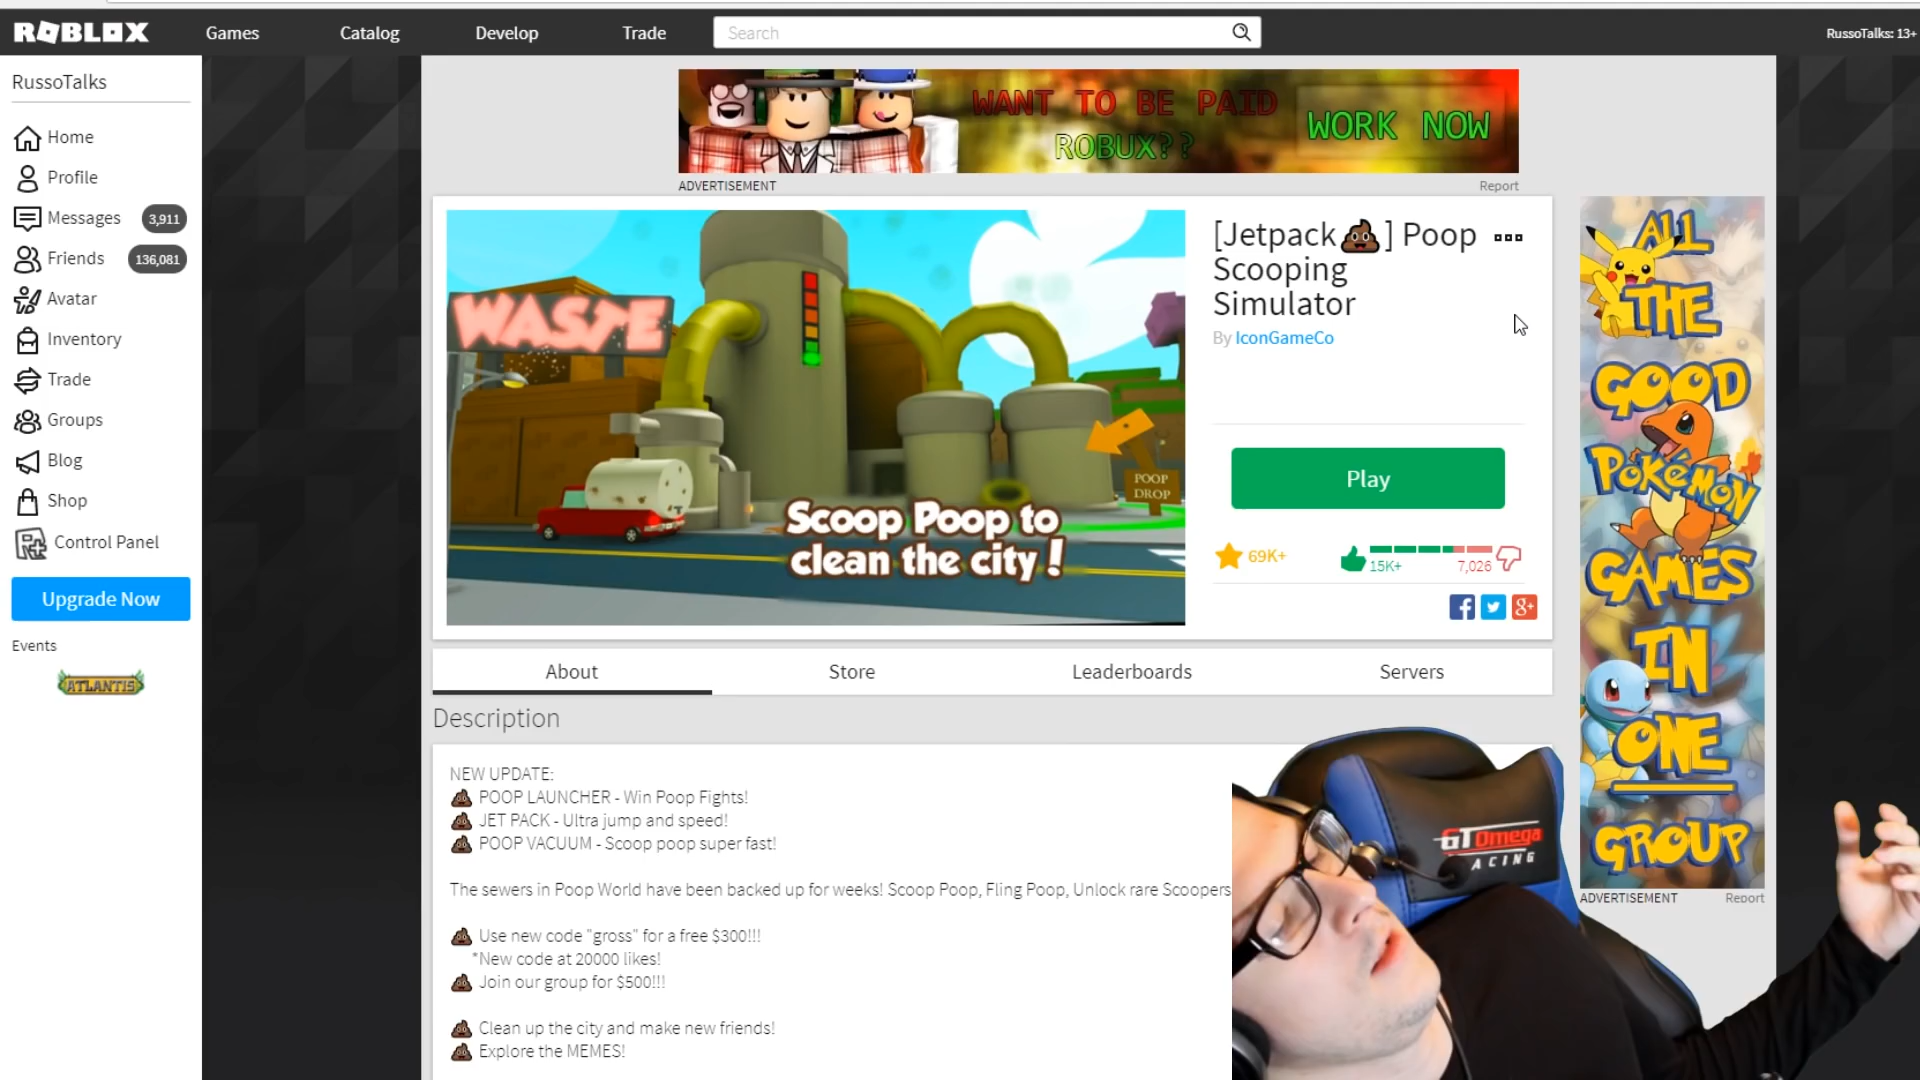 ROBLOX
Games
Catalog
Develop
Trade
Search
RussoTalks: 13+
RussoTalks
Home
Profile
Messages 3,911
Friends 136,081
Avatar
Inventory
Trade
Groups
Blog
Shop
Control Panel
Upgrade Now
Events
ATLANTIS
WANT TO BE PAID
ROBUX??
WORK NOW
ADVERTISEMENT
Report
WASTE
POOP
DROP
Scoop Poop to
clean the city!
[Jetpack💩] Poop
Scooping
Simulator
By IconGameCo
Play
69K+
15K+
7,026
About
Store
Leaderboards
Servers
Description
NEW UPDATE:
💩 POOP LAUNCHER - Win Poop Fights!
💩 JET PACK - Ultra jump and speed!
💩 POOP VACUUM - Scoop poop super fast!
The sewers in Poop World have been backed up for weeks! Scoop Poop, Fling Poop, Unlock rare Scoopers
💩 Use new code "gross" for a free $300!!!
*New code at 20000 likes!
💩 Join our group for $500!!!
💩 Clean up the city and make new friends!
💩 Explore the MEMES!
ALL
THE
GOOD
POKéMON
GAMES
IN
ONE
GROUP
ADVERTISEMENT
Report
GT Omega
ACING